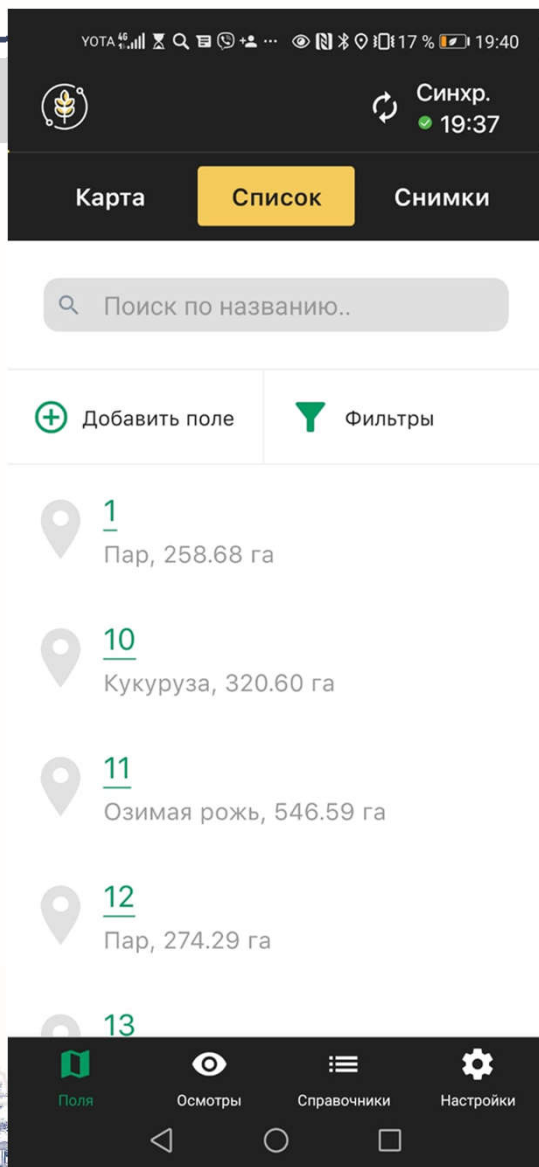 YOTA 4G 17 % 19:40
Синхр.
19:37
Карта Список Снимки
Поиск по названию..
Добавить поле Фильтры
1
Пар, 258.68 га
10
Кукуруза, 320.60 га
11
Озимая рожь, 546.59 га
12
Пар, 274.29 га
13
Поля Осмотры Справочники Настройки